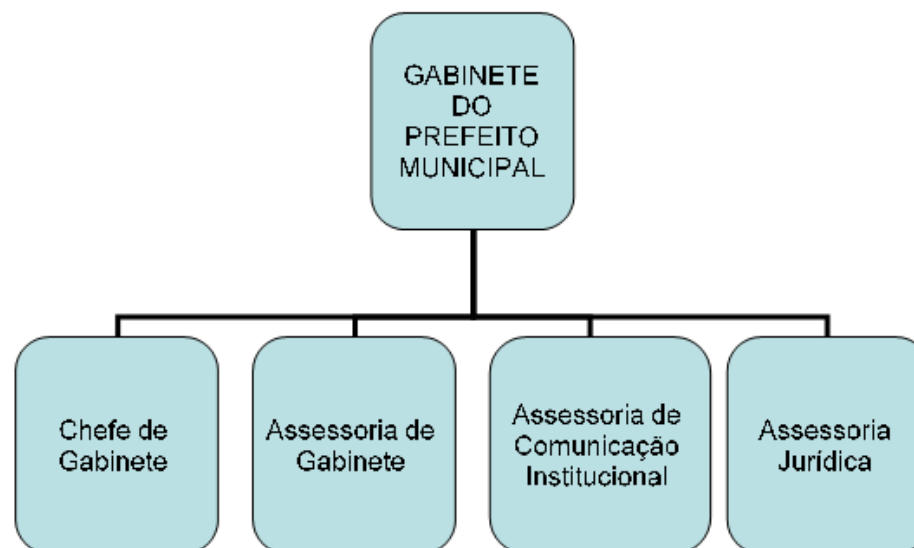 GABINETE
DO
PREFEITO
MUNICIPAL
Chefe de
Gabinete
Assessoria de
Gabinete
Assessoria de
Comunicação
Institucional
Assessoria
Jurídica